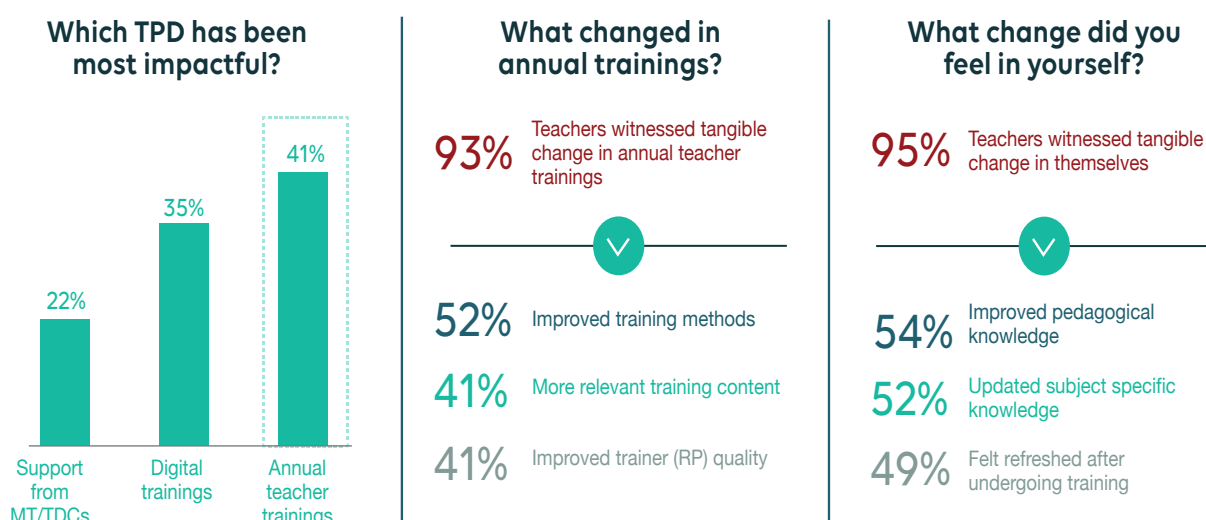 Which TPD has been
most impactful?
41%
35%
22%
Support
from
MT/TDCs
Digital
trainings
Annual
teacher
trainings
What changed in
annual trainings?
93%
Teachers witnessed tangible
change in annual teacher
trainings
52%
Improved training methods
41%
More relevant training content
41%
Improved trainer (RP) quality
What change did you
feel in yourself?
95%
Teachers witnessed tangible
change in themselves
54%
Improved pedagogical
knowledge
52%
Updated subject specific
knowledge
49%
Felt refreshed after
undergoing training